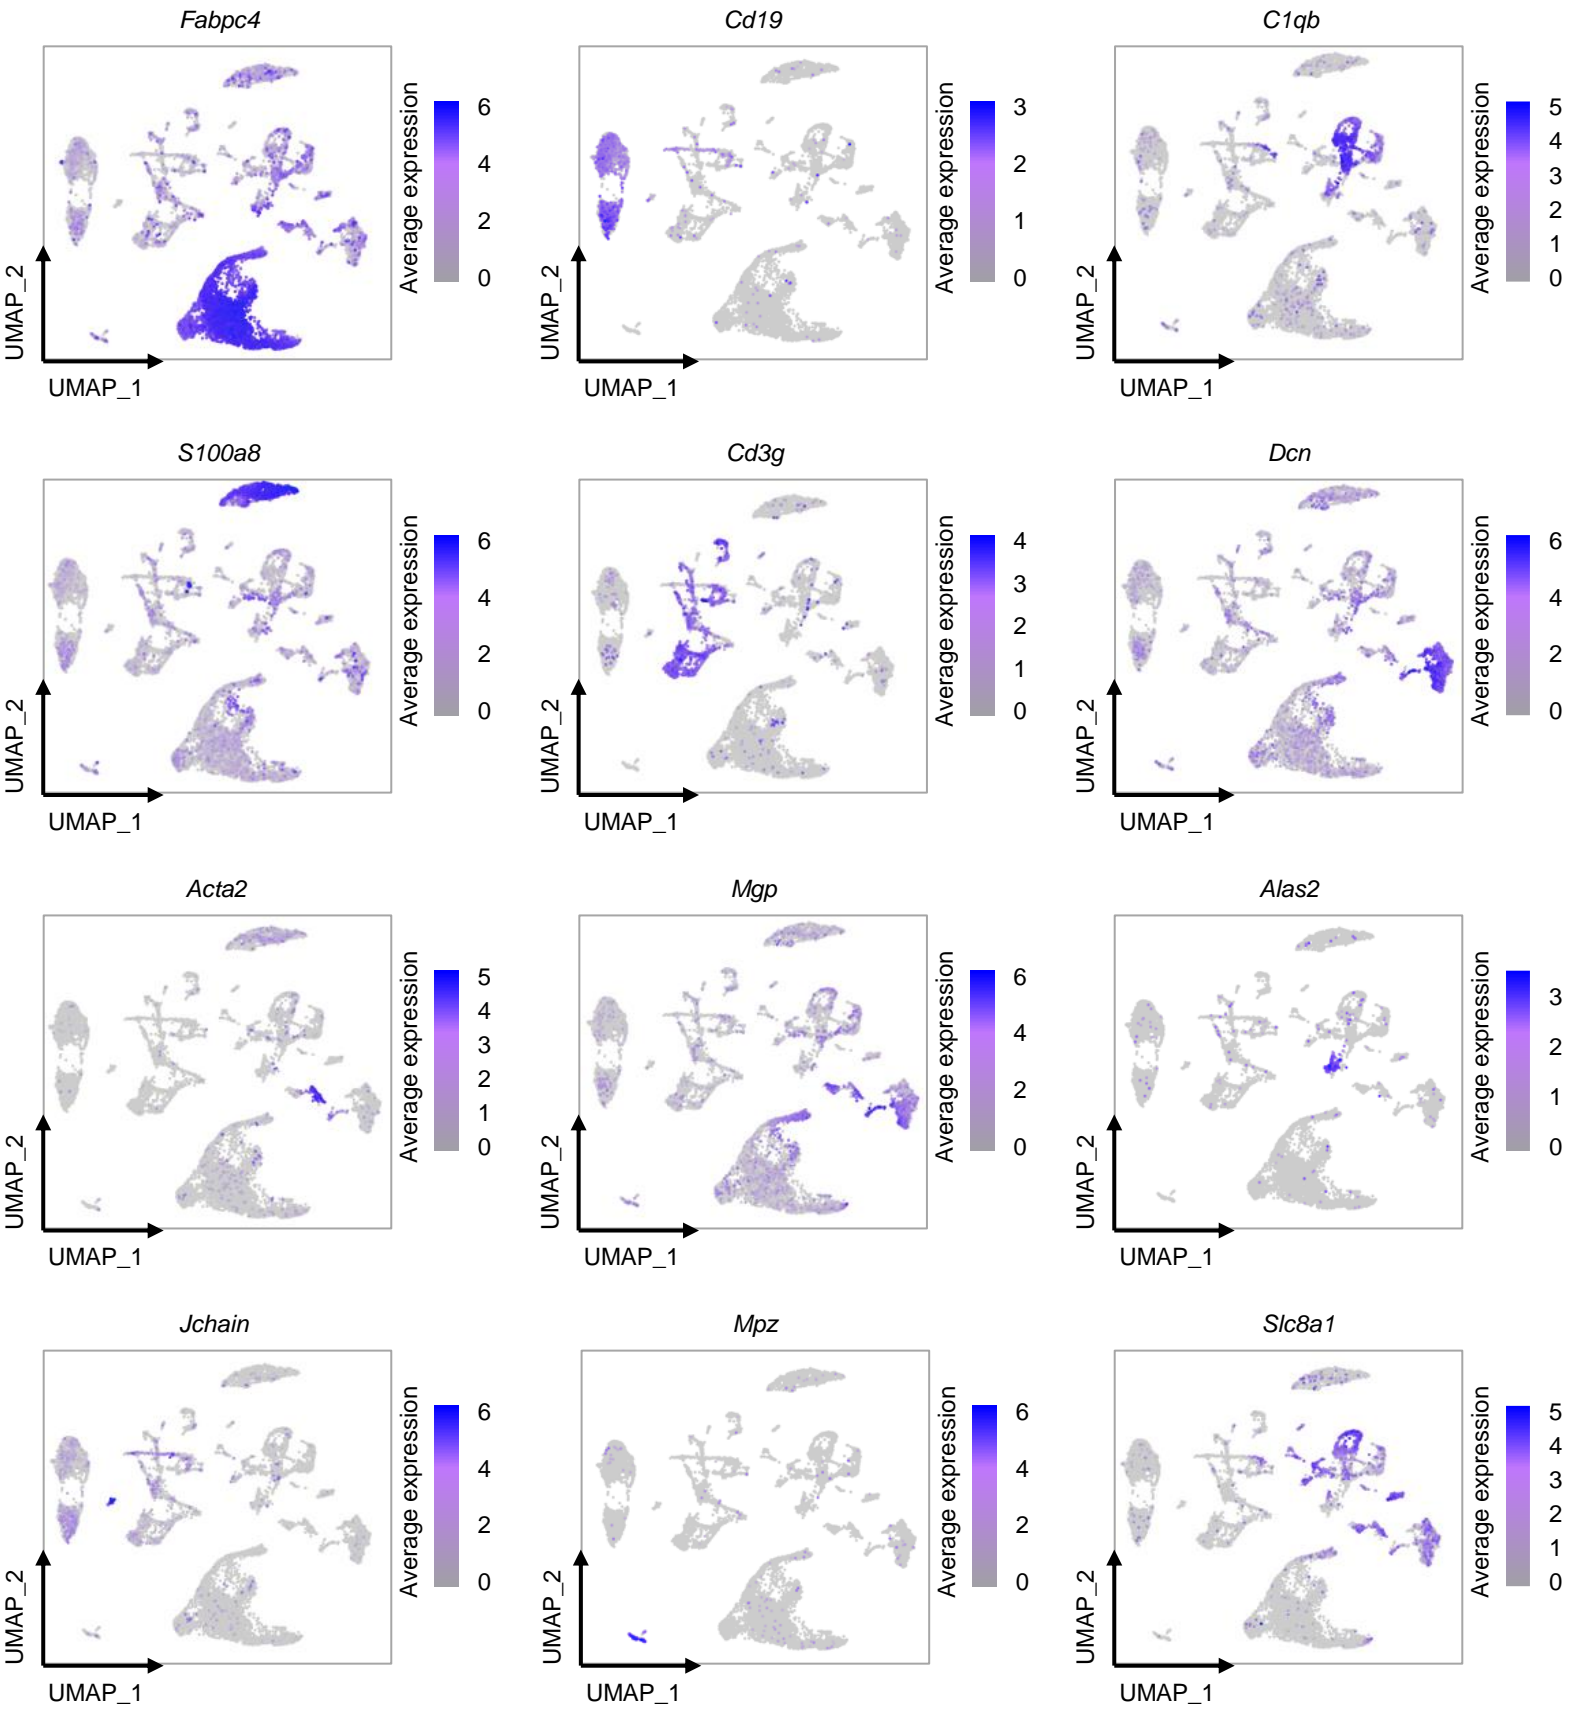 Fabpc4
Cd19
C1qb
Average expression
6
4
2
0
UMAP_2
UMAP_1
Average expression
3
2
1
0
UMAP_2
UMAP_1
Average expression
5
4
3
2
1
0
UMAP_2
UMAP_1
S100a8
Cd3g
Dcn
Average expression
6
4
2
0
UMAP_2
UMAP_1
Average expression
4
3
2
1
0
UMAP_2
UMAP_1
Average expression
6
4
2
0
UMAP_2
UMAP_1
Acta2
Mgp
Alas2
Average expression
5
4
3
2
1
0
UMAP_2
UMAP_1
Average expression
6
4
2
0
UMAP_2
UMAP_1
Average expression
3
2
1
0
UMAP_2
UMAP_1
Jchain
Mpz
Slc8a1
Average expression
6
4
2
0
UMAP_2
UMAP_1
Average expression
6
4
2
0
UMAP_2
UMAP_1
Average expression
5
4
3
2
1
0
UMAP_2
UMAP_1